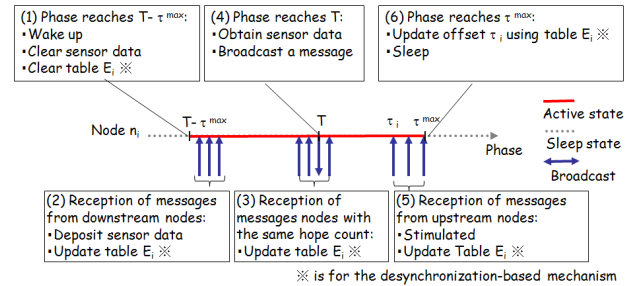 (1) Phase reaches T- τ max:
•Wake up
•Clear sensor data
•Clear table Ei ※
(4) Phase reaches T:
•Obtain sensor data
•Broadcast a message
(6) Phase reaches τ max:
•Update offset τ i using table Ei ※
•Sleep
Node ni
T- τ max
T
τ i
τ max
Phase
Active state
Sleep state
Broadcast
(2) Reception of messages
from downstream nodes:
•Deposit sensor data
•Update table Ei ※
(3) Reception of
messages nodes with
the same hope count:
•Update table Ei ※
(5) Reception of messages
from upstream nodes:
•Stimulated
•Update Table Ei ※
※ is for the desynchronization-based mechanism